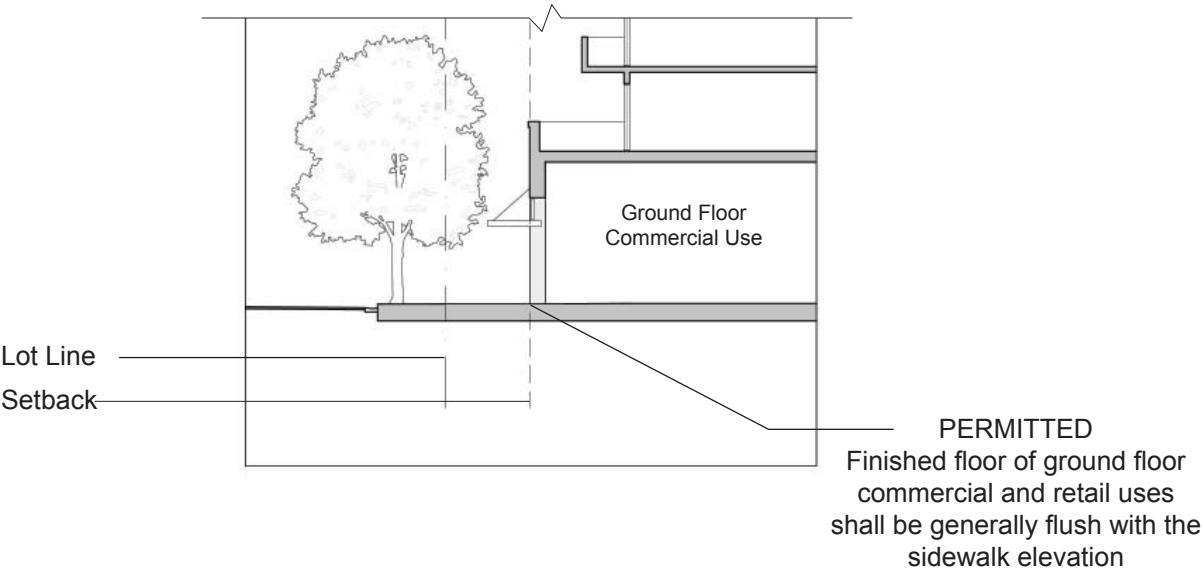 Ground Floor
Commercial Use
Lot Line
Setback
PERMITTED
Finished floor of ground floor
commercial and retail uses
shall be generally flush with the
sidewalk elevation